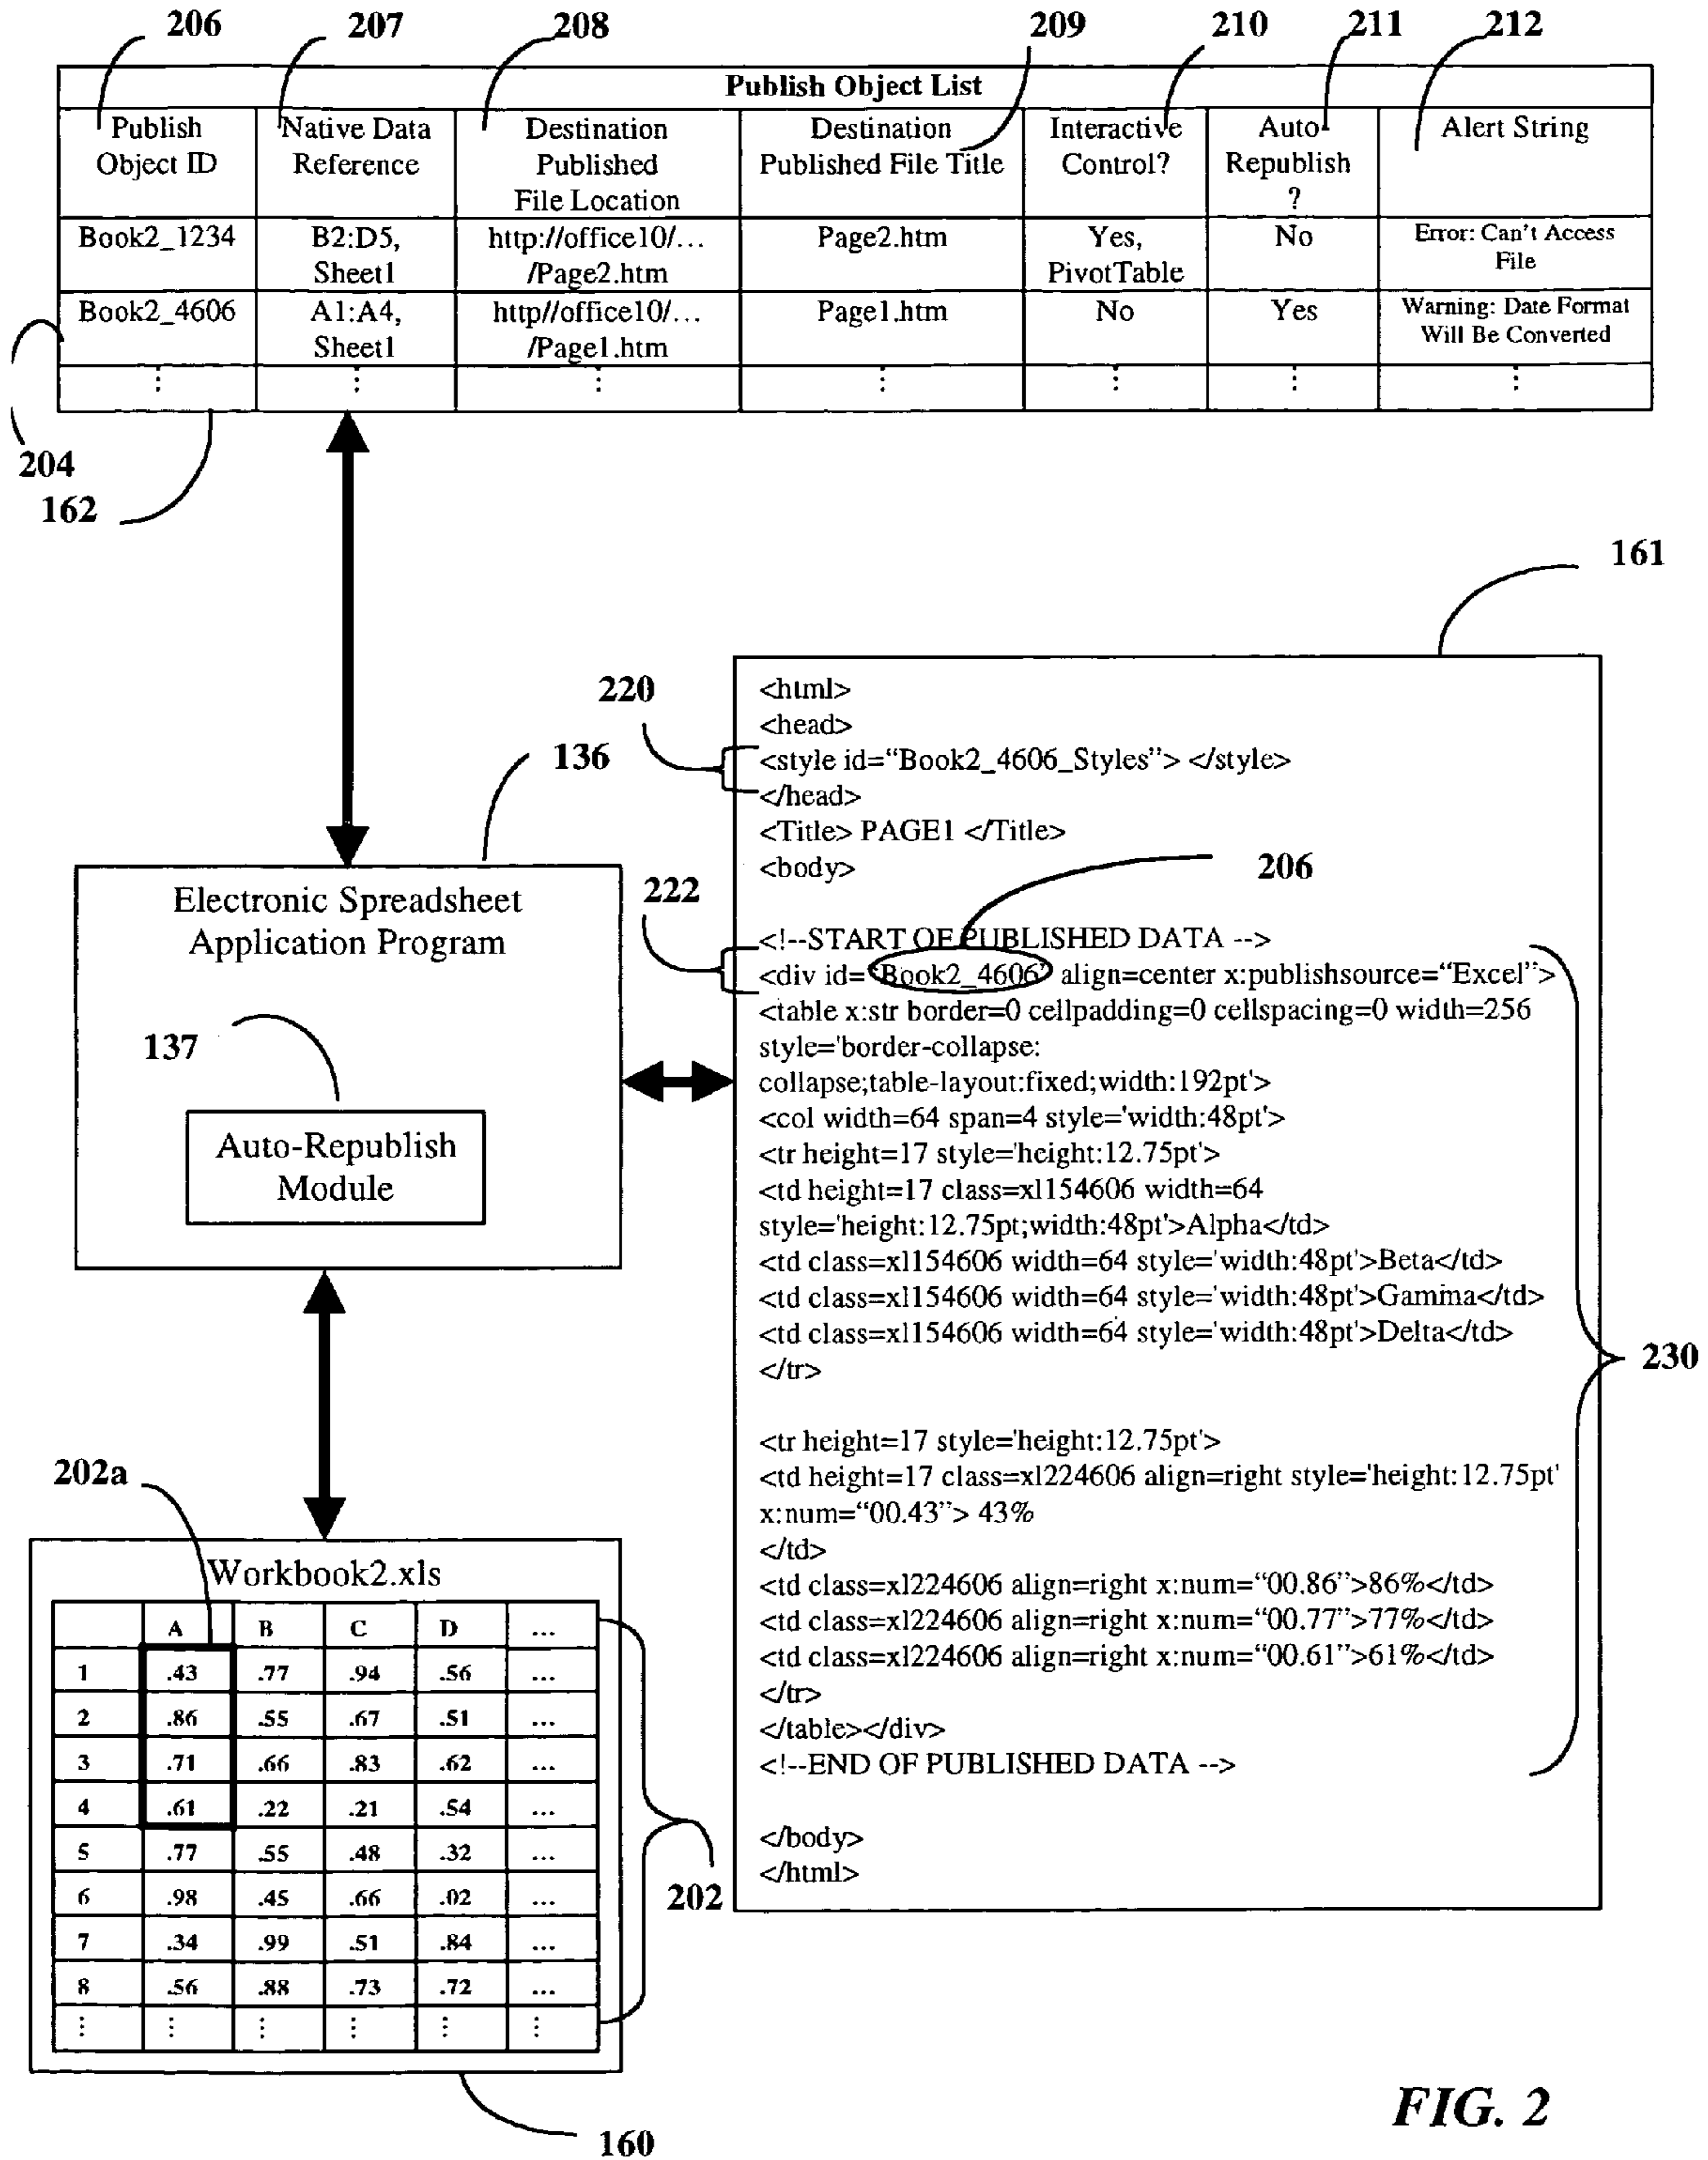 206 207 208 209 210 211 212
Publish Object List
Publish Object ID
Native Data Reference
Destination Published File Location
Destination Published File Title
Interactive Control?
Auto-Republish ?
Alert String
Book2_1234
B2:D5, Sheet1
http://office10/... /Page2.htm
Page2.htm
Yes, PivotTable
No
Error: Can't Access File
Book2_4606
A1:A4, Sheet1
http//office10/... /Page1.htm
Page1.htm
No
Yes
Warning: Date Format Will Be Converted
⋮ ⋮ ⋮ ⋮ ⋮ ⋮ ⋮
204
162
161
220
136
222
206
Electronic Spreadsheet
Application Program
137
Auto-Republish
Module
<html>
<head>
<style id=“Book2_4606_Styles”> </style>
</head>
<Title> PAGE1 </Title>
<body>
<!--START OF PUBLISHED DATA -->
<div id=“Book2_4606” align=center x:publishsource=“Excel”>
<table x:str border=0 cellpadding=0 cellspacing=0 width=256
style='border-collapse:
collapse;table-layout:fixed;width:192pt'>
<col width=64 span=4 style='width:48pt'>
<tr height=17 style='height:12.75pt'>
<td height=17 class=xl154606 width=64
style='height:12.75pt;width:48pt'>Alpha</td>
<td class=xl154606 width=64 style='width:48pt'>Beta</td>
<td class=xl154606 width=64 style='width:48pt'>Gamma</td>
<td class=xl154606 width=64 style='width:48pt'>Delta</td>
</tr>
230
<tr height=17 style='height:12.75pt'>
<td height=17 class=xl224606 align=right style='height:12.75pt'
x:num=“00.43”> 43%
</td>
<td class=xl224606 align=right x:num=“00.86”>86%</td>
<td class=xl224606 align=right x:num=“00.77”>77%</td>
<td class=xl224606 align=right x:num=“00.61”>61%</td>
</tr>
</table></div>
<!--END OF PUBLISHED DATA -->
</body>
</html>
202a
Workbook2.xls
A B C D ...
1 .43 .77 .94 .56 ...
2 .86 .55 .67 .51 ...
3 .71 .66 .83 .62 ...
4 .61 .22 .21 .54 ...
5 .77 .55 .48 .32 ...
6 .98 .45 .66 .02 ...
7 .34 .99 .51 .84 ...
8 .56 .88 .73 .72 ...
⋮ ⋮ ⋮ ⋮ ⋮ ⋮
202
160
FIG. 2